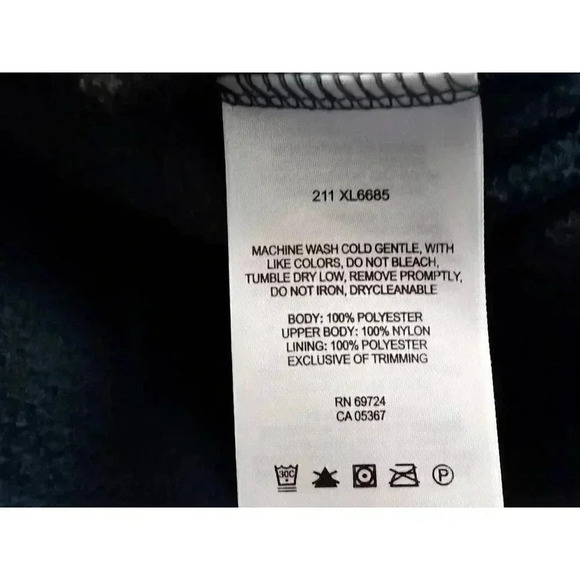 211 XL6685
MACHINE WASH COLD GENTLE, WITH
LIKE COLORS, DO NOT BLEACH,
TUMBLE DRY LOW, REMOVE PROMPTLY,
DO NOT IRON, DRYCLEANABLE
BODY: 100% POLYESTER
UPPER BODY: 100% NYLON
LINING: 100% POLYESTER
EXCLUSIVE OF TRIMMING
RN 69724
CA 05367
30C P